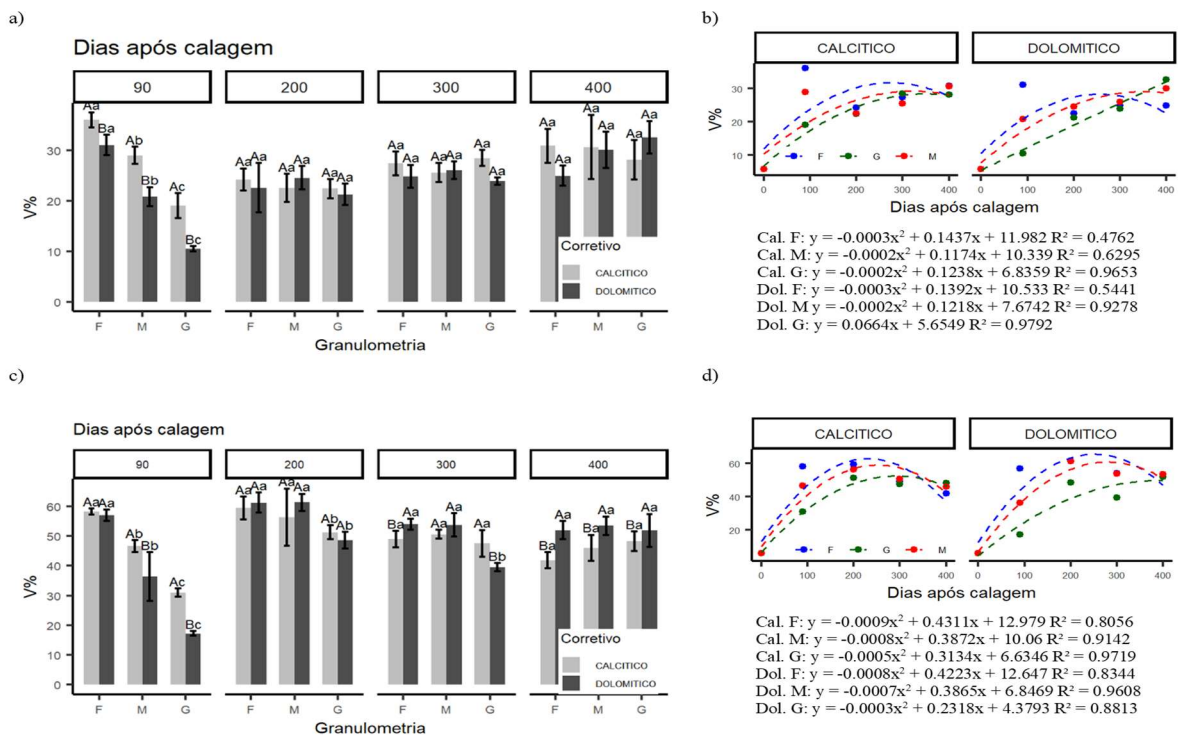 a)
Dias após calagem
90 200 300 400
Aa Ba Ab Bb Ac Bc
Aa Aa Aa Aa Aa Aa
Aa Aa Aa Aa Aa Aa
Aa Aa Aa Aa Aa Aa
V%
30
20
10
0
Corretivo
CALCITICO
DOLOMITICO
F M G F M G F M G F M G
Granulometria
b)
CALCITICO DOLOMITICO
V%
30
20
10
F G M
0 100 200 300 400 0 100 200 300 400
Dias após calagem
Cal. F: y = -0.0003x² + 0.1437x + 11.982 R² = 0.4762
Cal. M: y = -0.0002x² + 0.1174x + 10.339 R² = 0.6295
Cal. G: y = -0.0002x² + 0.1238x + 6.8359 R² = 0.9653
Dol. F: y = -0.0003x² + 0.1392x + 10.533 R² = 0.5441
Dol. M y = -0.0002x² + 0.1218x + 7.6742 R² = 0.9278
Dol. G: y = 0.0664x + 5.6549 R² = 0.9792
c)
Dias após calagem
90 200 300 400
Aa Aa Ab Bb Ac Bc
Aa Aa Aa Aa Ab Ab
Ba Aa Aa Aa Aa Bb
Ba Aa Ba Aa Ba Aa
V%
60
50
40
30
20
10
0
Corretivo
CALCITICO
DOLOMITICO
F M G F M G F M G F M G
Granulometria
d)
CALCITICO DOLOMITICO
V%
60
40
20
F G M
0 100 200 300 400 0 100 200 300 400
Dias após calagem
Cal. F: y = -0.0009x² + 0.4311x + 12.979 R² = 0.8056
Cal. M: y = -0.0008x² + 0.3872x + 10.06 R² = 0.9142
Cal. G: y = -0.0005x² + 0.3134x + 6.6346 R² = 0.9719
Dol. F: y = -0.0008x² + 0.4223x + 12.647 R² = 0.8344
Dol. M: y = -0.0007x² + 0.3865x + 6.8469 R² = 0.9608
Dol. G: y = -0.0003x² + 0.2318x + 4.3793 R² = 0.8813